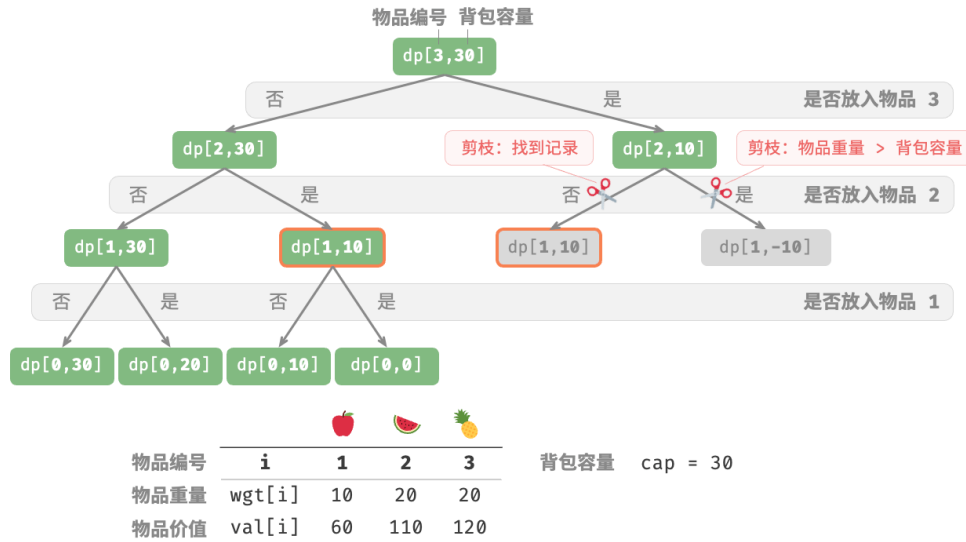 物品编号 背包容量
dp[3,30]
否 是 是否放入物品 3
dp[2,30] 剪枝：找到记录 dp[2,10] 剪枝：物品重量 > 背包容量
否 是 否 是 是否放入物品 2
dp[1,30] dp[1,10] dp[1,10] dp[1,-10]
否 是 否 是 是否放入物品 1
dp[0,30] dp[0,20] dp[0,10] dp[0,0]
物品编号 i 1 2 3 背包容量 cap = 30
物品重量 wgt[i] 10 20 20
物品价值 val[i] 60 110 120